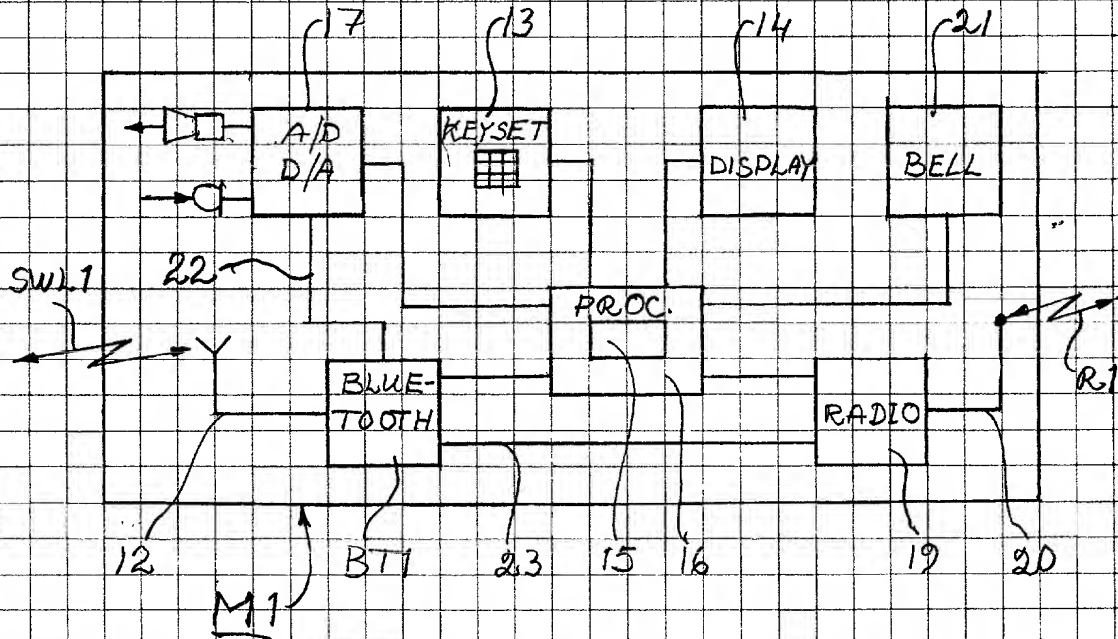 17 13 14 21
A/D
D/A
KEYSET
DISPLAY
BELL
SWL1
22
PROC.
R1
BLUE-
TOOTH
RADIO
12 BT1 23 15 16 19 20
M1